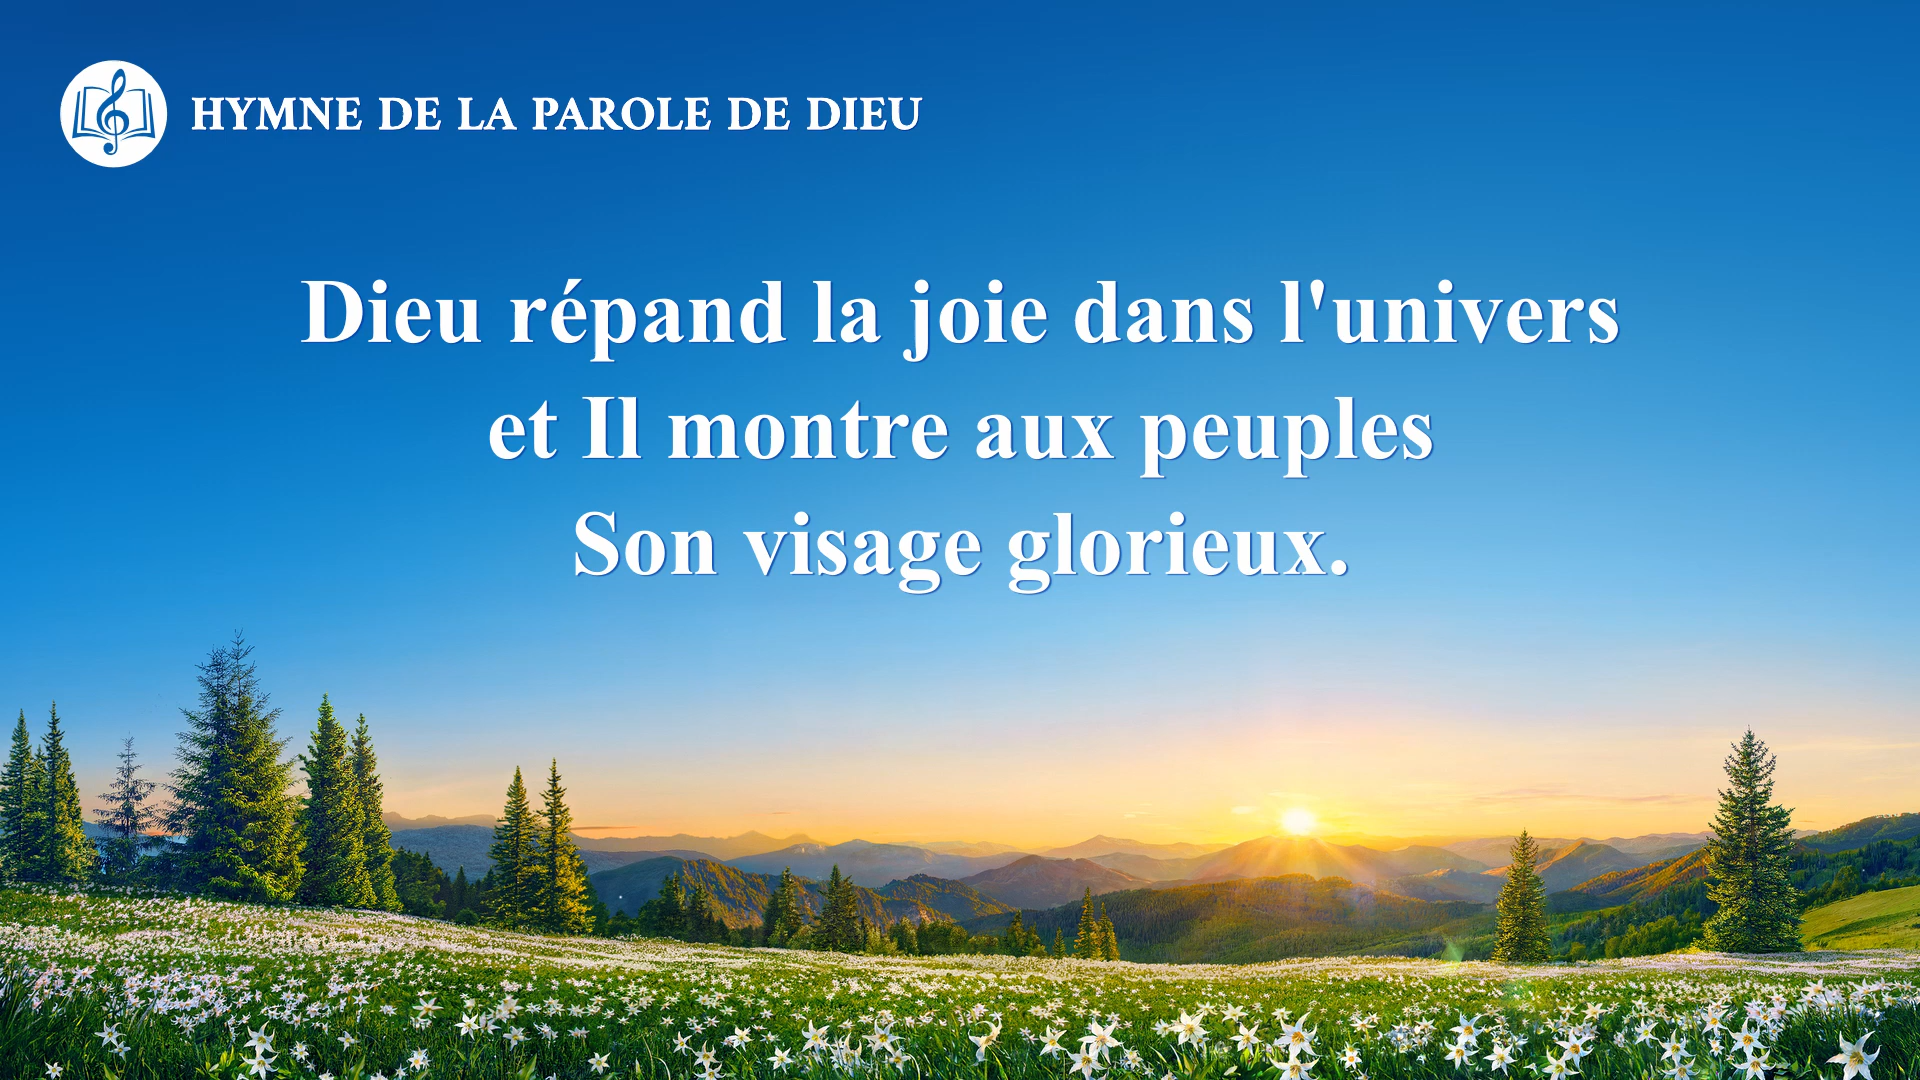 HYMNE DE LA PAROLE DE DIEU
Dieu répand la joie dans l'univers
et Il montre aux peuples
Son visage glorieux.